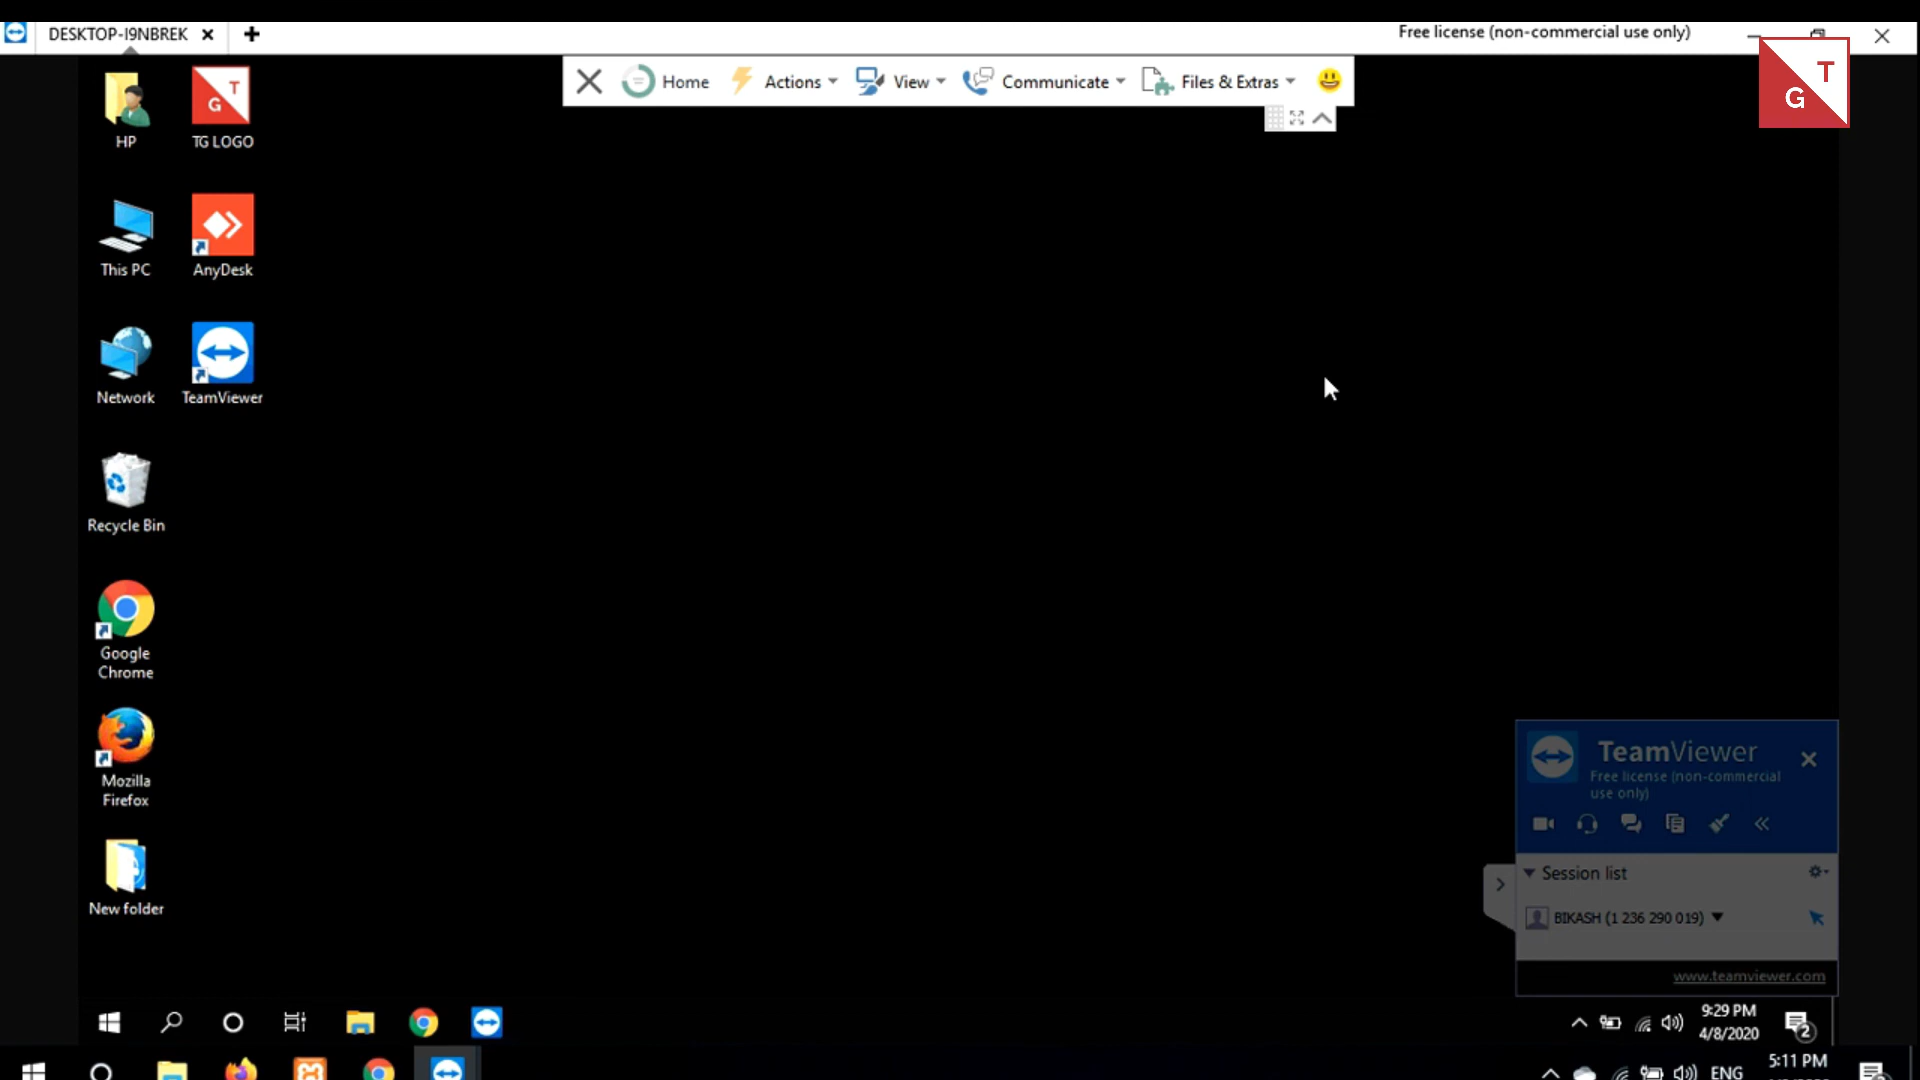 DESKTOP-I9NBREK
Free license (non-commercial use only)
Home Actions View Communicate Files & Extras
T
G
HP
T
G
TG LOGO
This PC
AnyDesk
Network
TeamViewer
Recycle Bin
Google
Chrome
Mozilla
Firefox
New folder
TeamViewer
Free license (non-commercial
use only)
Session list
BIKASH (1 236 290 019)
www.teamviewer.com
9:29 PM
4/8/2020
2
5:11 PM
ENG